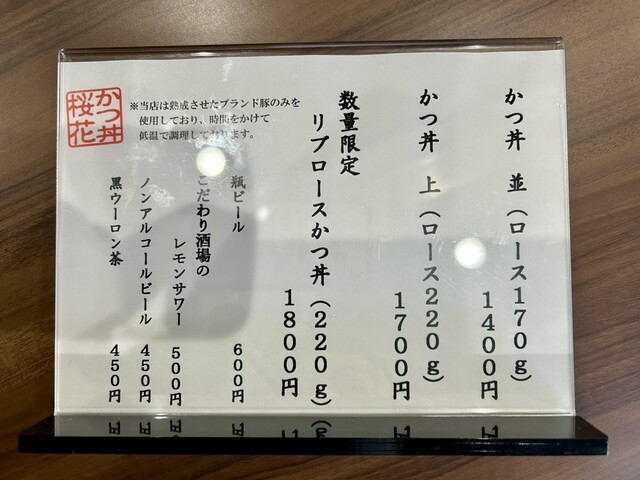 かつ丼 並（ロース170g）
1400円
かつ丼 上（ロース220g）
1700円
数量限定
リブロースかつ丼（220g）
1800円
かつ丼
桜花
※当店は熟成させたブランド豚のみを
使用しており、時間をかけて
低温で調理しております。
瓶ビール 600円
こだわり酒場の
レモンサワー 500円
ノンアルコールビール 450円
黒ウーロン茶 450円